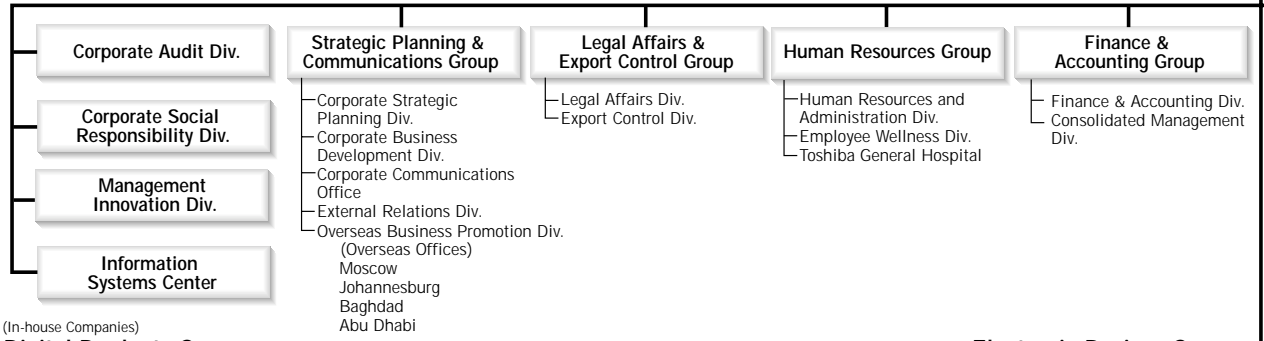 Corporate Audit Div.
Corporate Social
Responsibility Div.
Management
Innovation Div.
Information
Systems Center
Strategic Planning &
Communications Group
Corporate Strategic
Planning Div.
Corporate Business
Development Div.
Corporate Communications
Office
External Relations Div.
Overseas Business Promotion Div.
(Overseas Offices)
Moscow
Johannesburg
Baghdad
Abu Dhabi
Legal Affairs &
Export Control Group
Legal Affairs Div.
Export Control Div.
Human Resources Group
Human Resources and
Administration Div.
Employee Wellness Div.
Toshiba General Hospital
Finance &
Accounting Group
Finance & Accounting Div.
Consolidated Management
Div.
(In-house Companies)